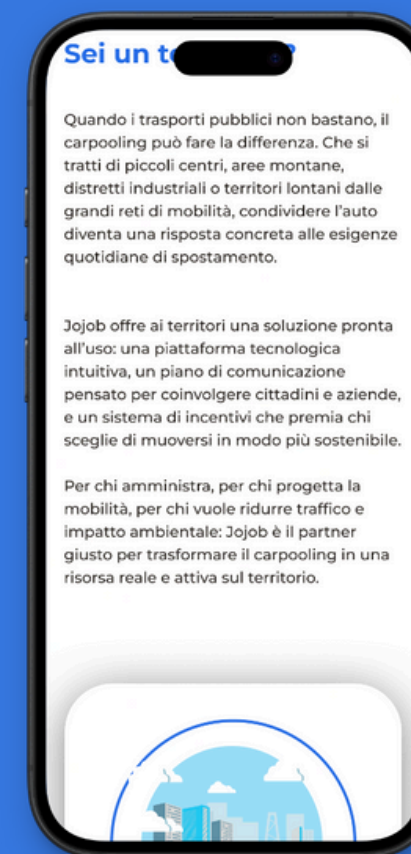 Sei un t ?
Quando i trasporti pubblici non bastano, il
carpooling può fare la differenza. Che si
tratti di piccoli centri, aree montane,
distretti industriali o territori lontani dalle
grandi reti di mobilità, condividere l'auto
diventa una risposta concreta alle esigenze
quotidiane di spostamento.
Jojob offre ai territori una soluzione pronta
all'uso: una piattaforma tecnologica
intuitiva, un piano di comunicazione
pensato per coinvolgere cittadini e aziende,
e un sistema di incentivi che premia chi
sceglie di muoversi in modo più sostenibile.
Per chi amministra, per chi progetta la
mobilità, per chi vuole ridurre traffico e
impatto ambientale: Jojob è il partner
giusto per trasformare il carpooling in una
risorsa reale e attiva sul territorio.